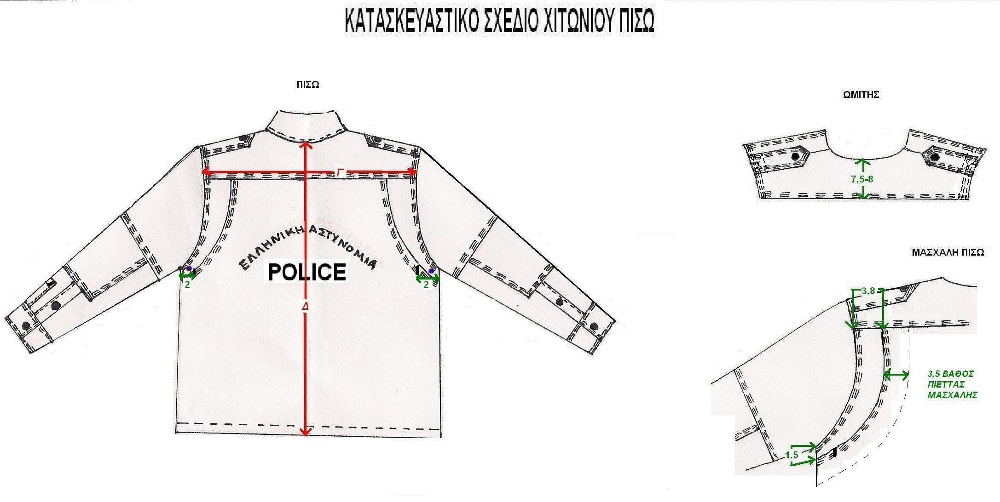 ΚΑΤΑΣΚΕΥΑΣΤΙΚΟ ΣΧΕΔΙΟ ΧΙΤΩΝΙΟΥ ΠΙΣΩ
ΠΙΣΩ
Γ
ΕΛΛΗΝΙΚΗ ΑΣΤΥΝΟΜΙΑ
POLICE
2
2
Δ
ΩΜΙΤΗΣ
7,5-8
ΜΑΣΧΑΛΗ ΠΙΣΩ
3,8
3,5 ΒΑΘΟΣ
ΠΙΕΤΤΑΣ
ΜΑΣΧΑΛΗΣ
1,5